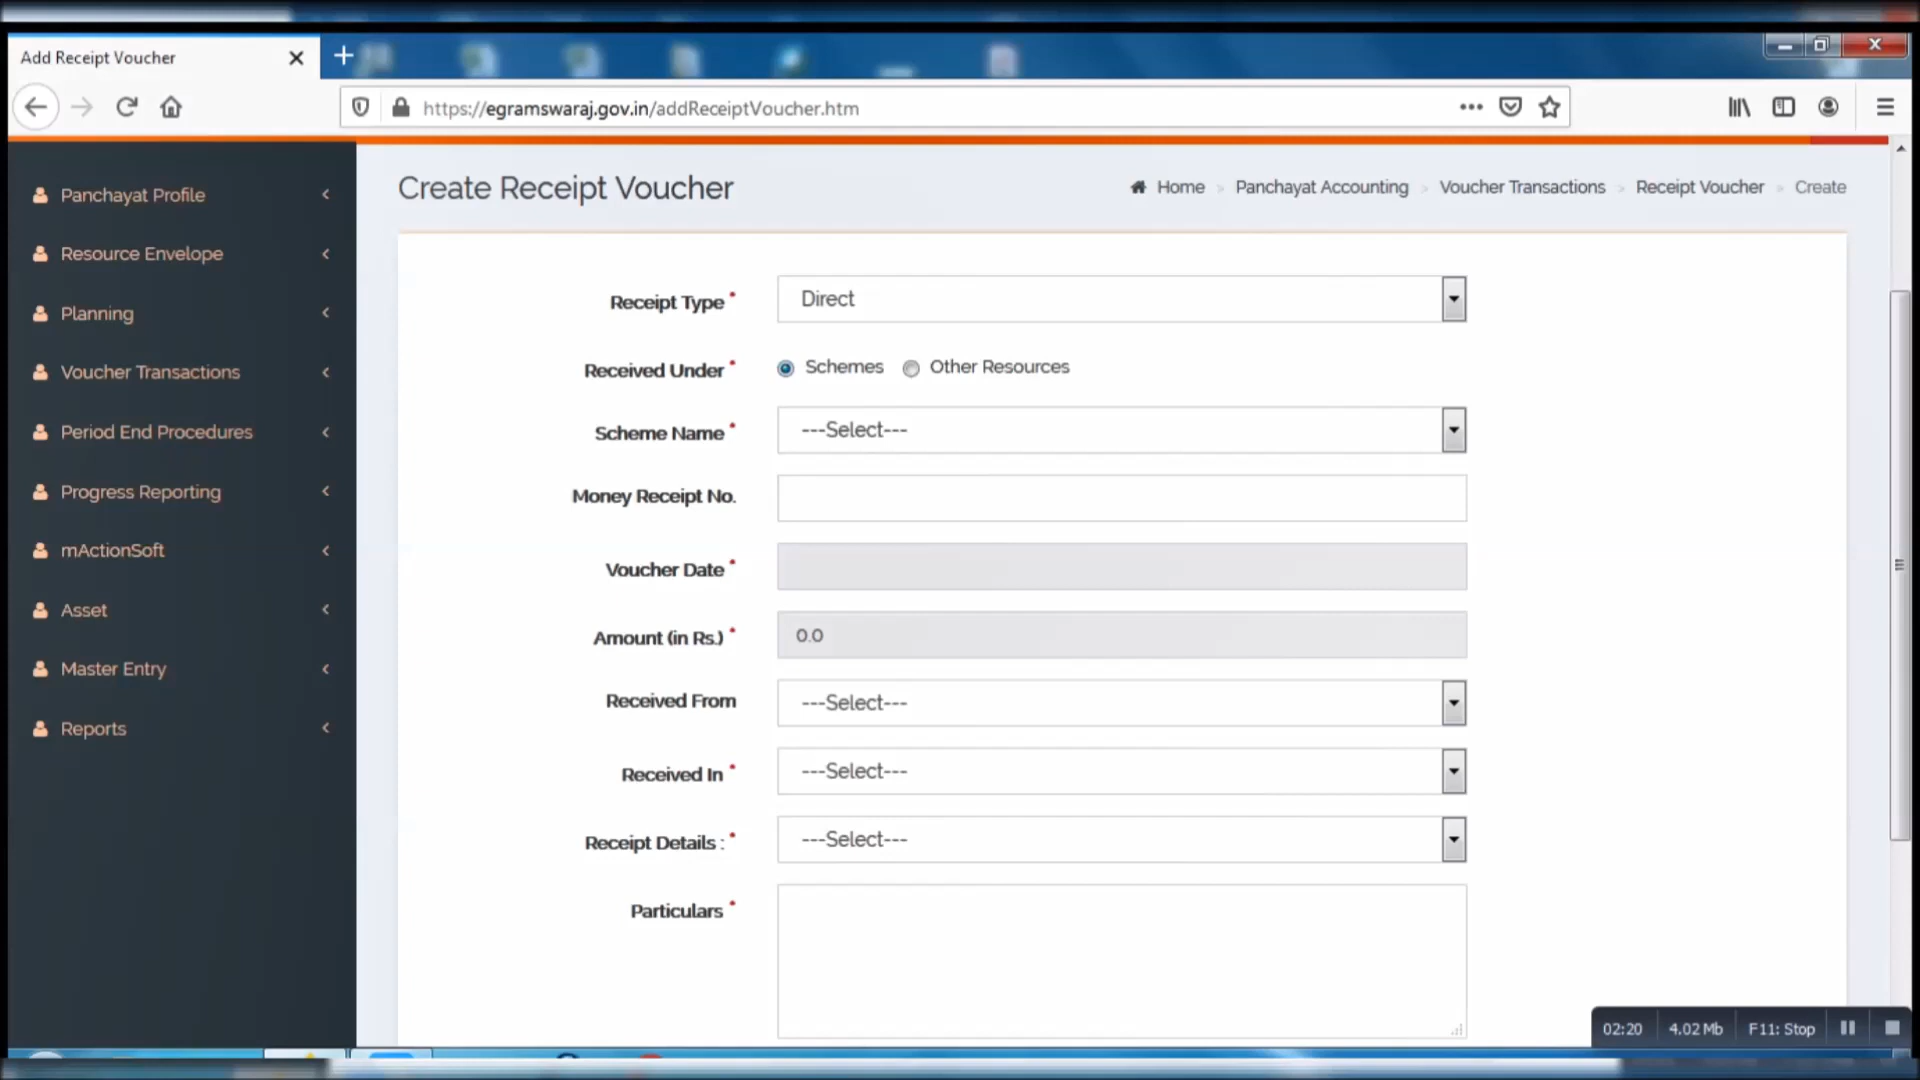 Add Receipt Voucher
https://egramswaraj.gov.in/addReceiptVoucher.htm
Panchayat Profile
Resource Envelope
Planning
Voucher Transactions
Period End Procedures
Progress Reporting
mActionSoft
Asset
Master Entry
Reports
Create Receipt Voucher
Home > Panchayat Accounting > Voucher Transactions > Receipt Voucher > Create
Receipt Type * Direct
Received Under * Schemes Other Resources
Scheme Name * ---Select---
Money Receipt No.
Voucher Date *
Amount (in Rs.) * 0.0
Received From ---Select---
Received In * ---Select---
Receipt Details : * ---Select---
Particulars *
02:20 4.02 Mb F11: Stop